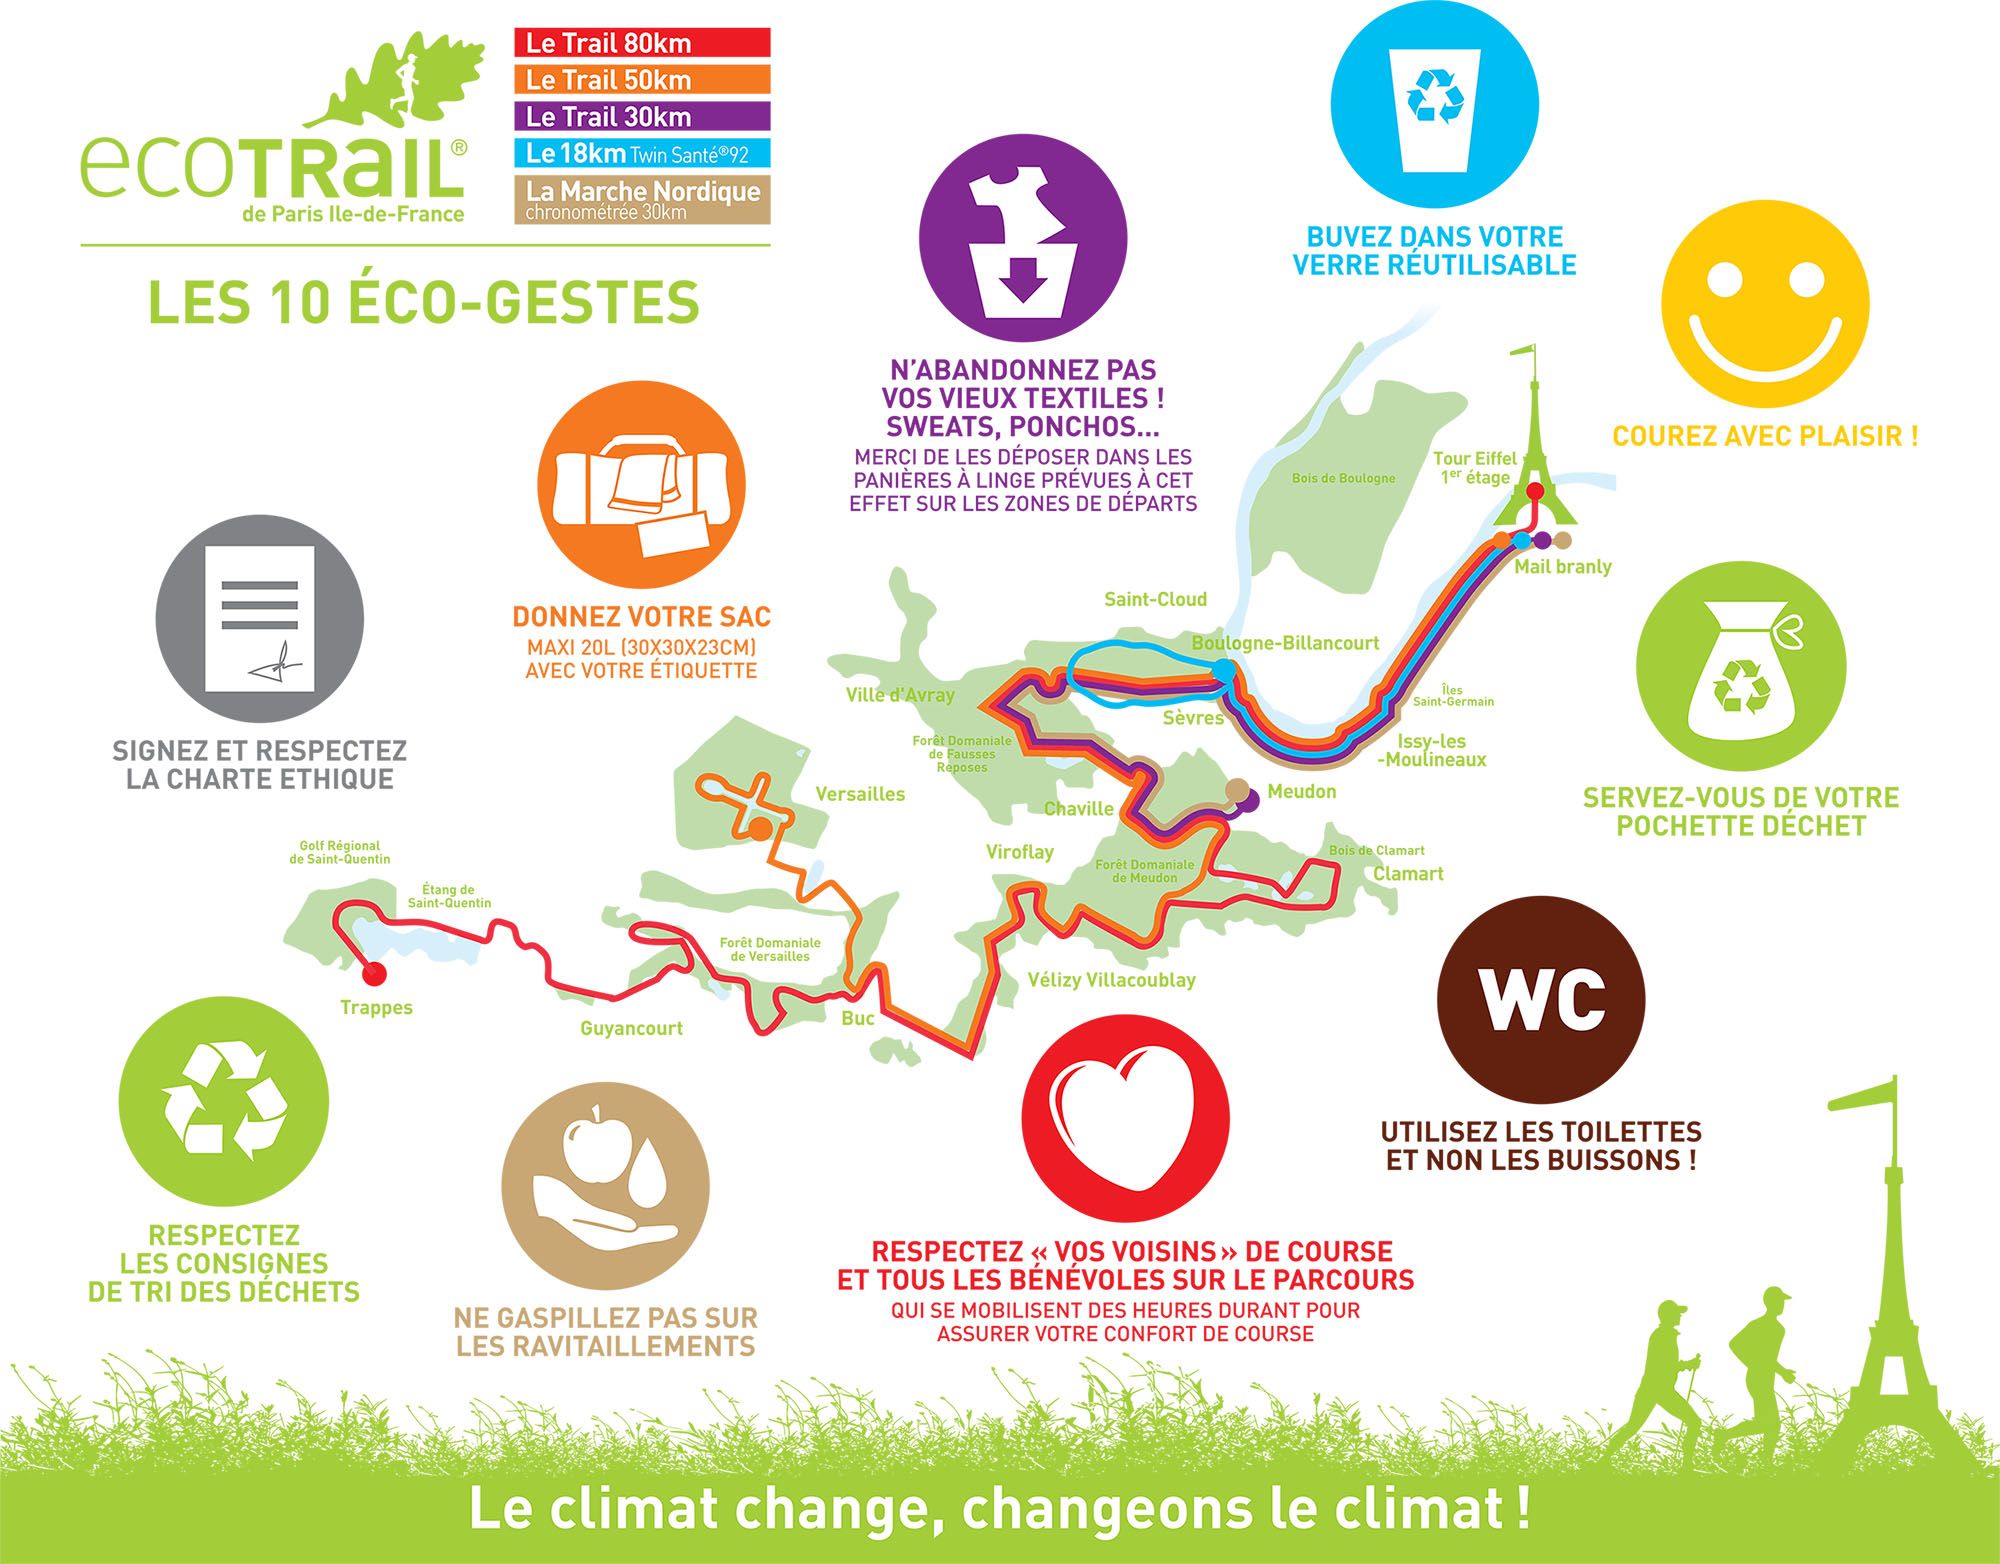 ecoTRaiL®
de Paris Ile-de-France
Le Trail 80km
Le Trail 50km
Le Trail 30km
Le 18km Twin Santé®92
La Marche Nordique
chronométrée 30km
LES 10 ÉCO-GESTES
BUVEZ DANS VOTRE
VERRE RÉUTILISABLE
N'ABANDONNEZ PAS
VOS VIEUX TEXTILES !
SWEATS, PONCHOS...
MERCI DE LES DÉPOSER DANS LES
PANIÈRES À LINGE PRÉVUES À CET
EFFET SUR LES ZONES DE DÉPARTS
COUREZ AVEC PLAISIR !
DONNEZ VOTRE SAC
MAXI 20L (30X30X23CM)
AVEC VOTRE ÉTIQUETTE
SIGNEZ ET RESPECTEZ
LA CHARTE ETHIQUE
Tour Eiffel
1er étage
Bois de Boulogne
Mail branly
Saint-Cloud
Boulogne-Billancourt
Ville d'Avray
Sèvres
Îles
Saint-Germain
Issy-les
-Moulineaux
Forêt Domaniale
de Fausses
Reposes
Versailles
Chaville
Meudon
Viroflay
Forêt Domaniale
de Meudon
Bois de Clamart
Clamart
Golf Régional
de Saint-Quentin
Étang de
Saint-Quentin
Forêt Domaniale
de Versailles
Vélizy Villacoublay
Trappes
Guyancourt
Buc
SERVEZ-VOUS DE VOTRE
POCHETTE DÉCHET
WC
UTILISEZ LES TOILETTES
ET NON LES BUISSONS !
RESPECTEZ
LES CONSIGNES
DE TRI DES DÉCHETS
NE GASPILLEZ PAS SUR
LES RAVITAILLEMENTS
RESPECTEZ « VOS VOISINS » DE COURSE
ET TOUS LES BÉNÉVOLES SUR LE PARCOURS
QUI SE MOBILISENT DES HEURES DURANT POUR
ASSURER VOTRE CONFORT DE COURSE
Le climat change, changeons le climat !